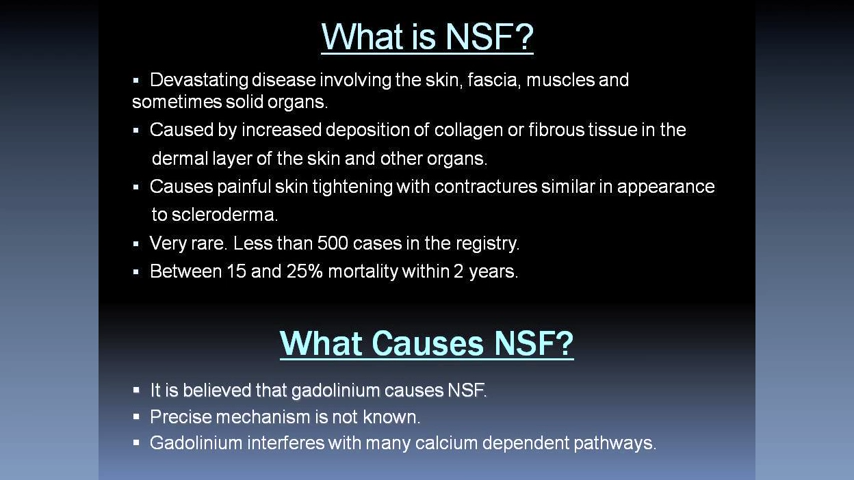 What is NSF?
▪ Devastating disease involving the skin, fascia, muscles and
sometimes solid organs.
▪ Caused by increased deposition of collagen or fibrous tissue in the
dermal layer of the skin and other organs.
▪ Causes painful skin tightening with contractures similar in appearance
to scleroderma.
▪ Very rare. Less than 500 cases in the registry.
▪ Between 15 and 25% mortality within 2 years.
What Causes NSF?
▪ It is believed that gadolinium causes NSF.
▪ Precise mechanism is not known.
▪ Gadolinium interferes with many calcium dependent pathways.